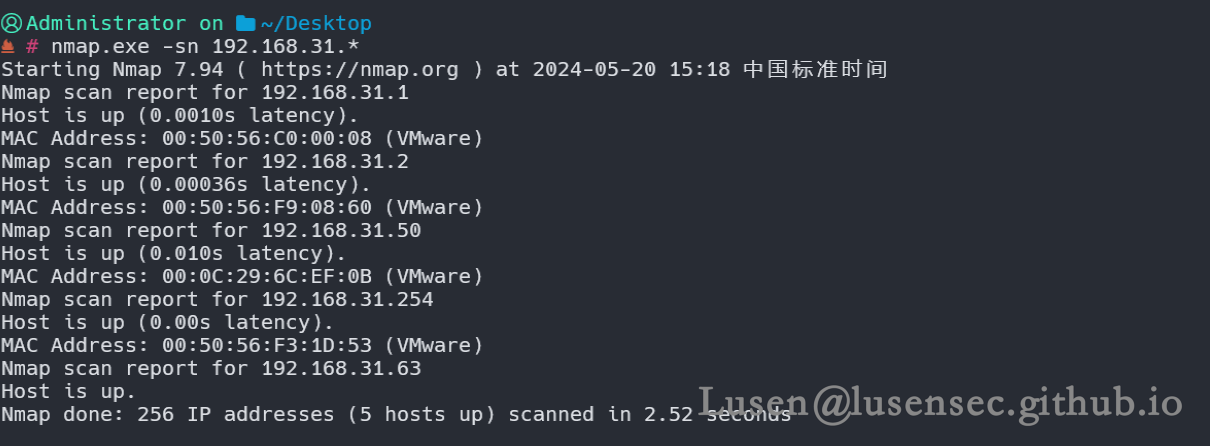 Administrator on ~/Desktop
# nmap.exe -sn 192.168.31.*
Starting Nmap 7.94 ( https://nmap.org ) at 2024-05-20 15:18 中国标准时间
Nmap scan report for 192.168.31.1
Host is up (0.0010s latency).
MAC Address: 00:50:56:C0:00:08 (VMware)
Nmap scan report for 192.168.31.2
Host is up (0.00036s latency).
MAC Address: 00:50:56:F9:08:60 (VMware)
Nmap scan report for 192.168.31.50
Host is up (0.010s latency).
MAC Address: 00:0C:29:6C:EF:0B (VMware)
Nmap scan report for 192.168.31.254
Host is up (0.00s latency).
MAC Address: 00:50:56:F3:1D:53 (VMware)
Nmap scan report for 192.168.31.63
Host is up.
Nmap done: 256 IP addresses (5 hosts up) scanned in 2.52 seconds
Lusen@lusensec.github.io